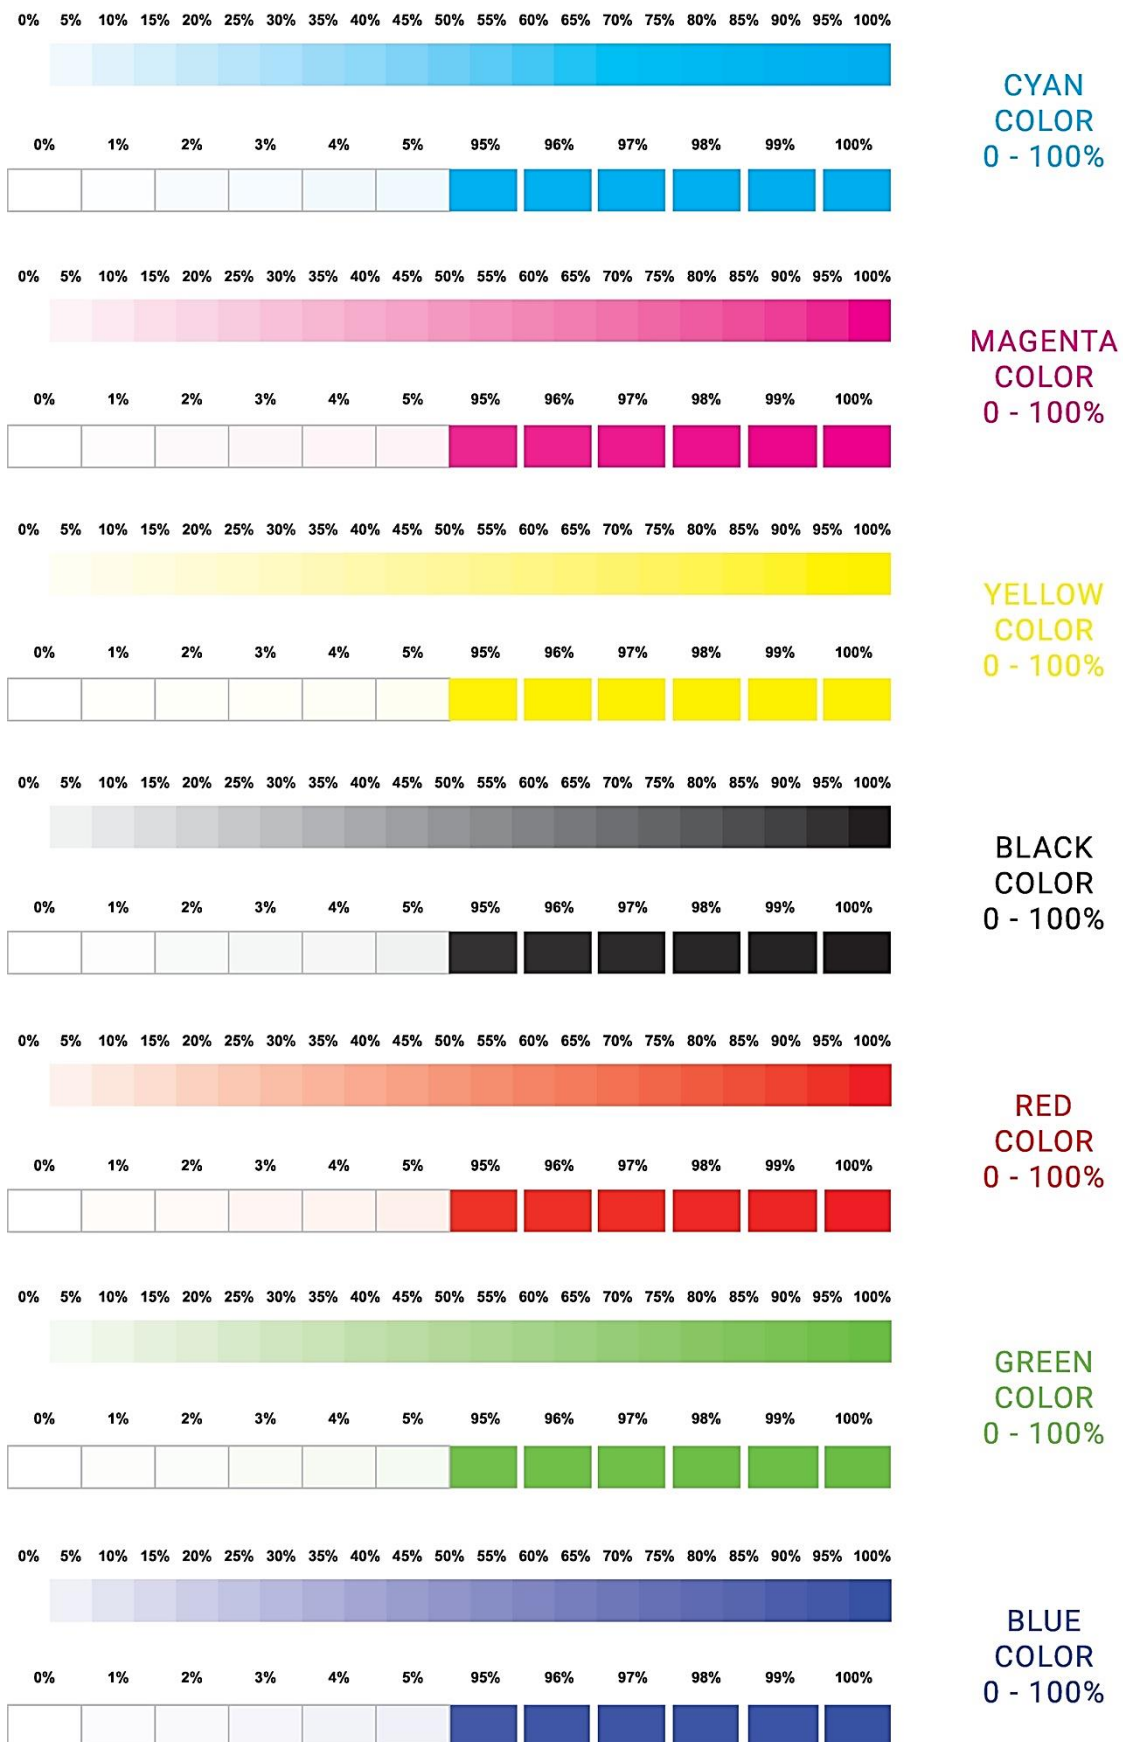 0% 5% 10% 15% 20% 25% 30% 35% 40% 45% 50% 55% 60% 65% 70% 75% 80% 85% 90% 95% 100%
CYAN
COLOR
0 - 100%
0% 1% 2% 3% 4% 5% 95% 96% 97% 98% 99% 100%
0% 5% 10% 15% 20% 25% 30% 35% 40% 45% 50% 55% 60% 65% 70% 75% 80% 85% 90% 95% 100%
MAGENTA
COLOR
0 - 100%
0% 1% 2% 3% 4% 5% 95% 96% 97% 98% 99% 100%
0% 5% 10% 15% 20% 25% 30% 35% 40% 45% 50% 55% 60% 65% 70% 75% 80% 85% 90% 95% 100%
YELLOW
COLOR
0 - 100%
0% 1% 2% 3% 4% 5% 95% 96% 97% 98% 99% 100%
0% 5% 10% 15% 20% 25% 30% 35% 40% 45% 50% 55% 60% 65% 70% 75% 80% 85% 90% 95% 100%
BLACK
COLOR
0 - 100%
0% 1% 2% 3% 4% 5% 95% 96% 97% 98% 99% 100%
0% 5% 10% 15% 20% 25% 30% 35% 40% 45% 50% 55% 60% 65% 70% 75% 80% 85% 90% 95% 100%
RED
COLOR
0 - 100%
0% 1% 2% 3% 4% 5% 95% 96% 97% 98% 99% 100%
0% 5% 10% 15% 20% 25% 30% 35% 40% 45% 50% 55% 60% 65% 70% 75% 80% 85% 90% 95% 100%
GREEN
COLOR
0 - 100%
0% 1% 2% 3% 4% 5% 95% 96% 97% 98% 99% 100%
0% 5% 10% 15% 20% 25% 30% 35% 40% 45% 50% 55% 60% 65% 70% 75% 80% 85% 90% 95% 100%
BLUE
COLOR
0 - 100%
0% 1% 2% 3% 4% 5% 95% 96% 97% 98% 99% 100%